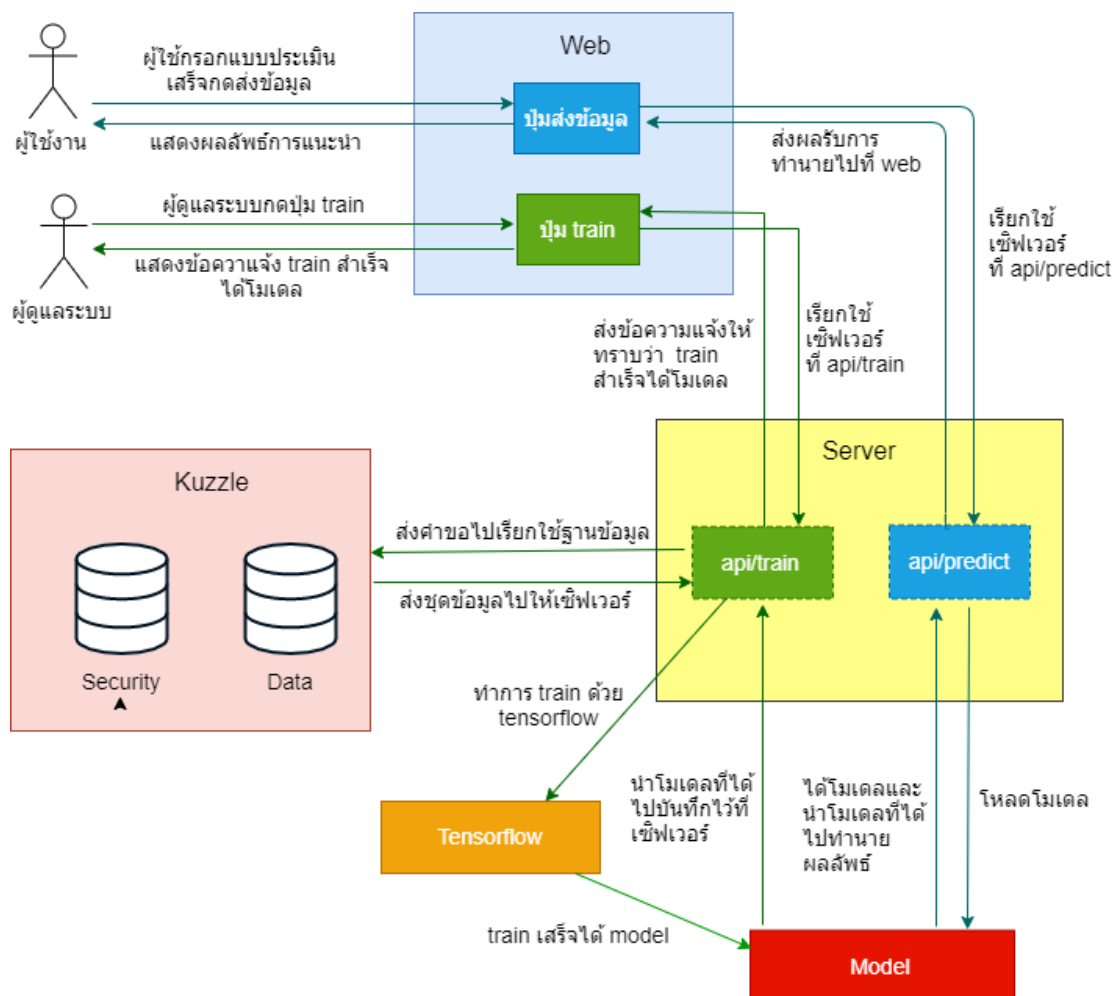 Web
ผู้ใช้กรอกแบบประเมิน
เสร็จกดส่งข้อมูล
ปุ่มส่งข้อมูล
ผู้ใช้งาน
แสดงผลลัพธ์การแนะนำ
ส่งผลรับการ
ทำนายไปที่ web
ผู้ดูแลระบบกดปุ่ม train
ปุ่ม train
แสดงข้อความแจ้ง train สำเร็จ
ได้โมเดล
ผู้ดูแลระบบ
เรียกใช้
เซิฟเวอร์
ที่ api/predict
ส่งข้อความแจ้งให้
ทราบว่า train
สำเร็จได้โมเดล
เรียกใช้
เซิฟเวอร์
ที่ api/train
Server
Kuzzle
ส่งคำขอไปเรียกใช้ฐานข้อมูล
api/train
api/predict
ส่งชุดข้อมูลไปให้เซิฟเวอร์
Security
Data
ทำการ train ด้วย
tensorflow
นำโมเดลที่ได้
ไปบันทึกไว้ที่
เซิฟเวอร์
ได้โมเดลและ
นำโมเดลที่ได้
ไปทำนาย
ผลลัพธ์
โหลดโมเดล
Tensorflow
train เสร็จได้ model
Model